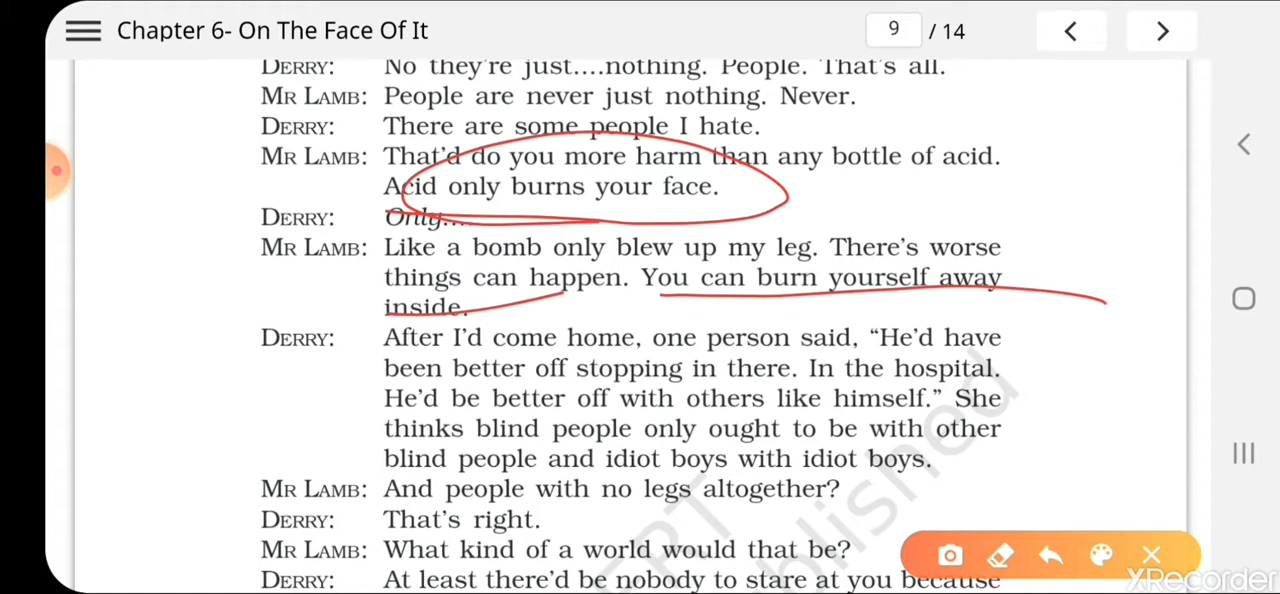 Chapter 6- On The Face Of It
9 / 14
DERRY: No they're just....nothing. People. That's all.
MR LAMB: People are never just nothing. Never.
DERRY: There are some people I hate.
MR LAMB: That'd do you more harm than any bottle of acid.
Acid only burns your face.
DERRY: Only....
MR LAMB: Like a bomb only blew up my leg. There's worse
things can happen. You can burn yourself away
inside.
DERRY: After I'd come home, one person said, “He'd have
been better off stopping in there. In the hospital.
He'd be better off with others like himself.” She
thinks blind people only ought to be with other
blind people and idiot boys with idiot boys.
MR LAMB: And people with no legs altogether?
DERRY: That's right.
MR LAMB: What kind of a world would that be?
DERRY: At least there'd be nobody to stare at you because
XRecorder